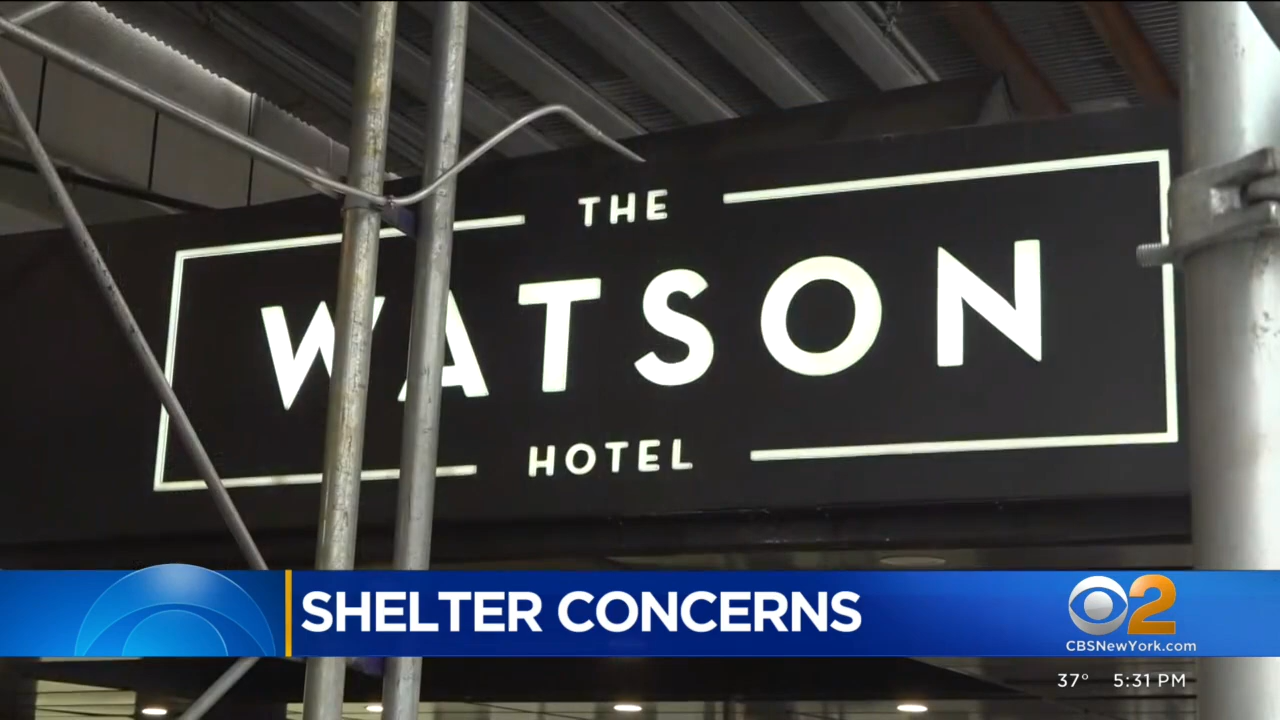 THE
WATSON
HOTEL
SHELTER CONCERNS
2
CBSNewYork.com
37° 5:31 PM